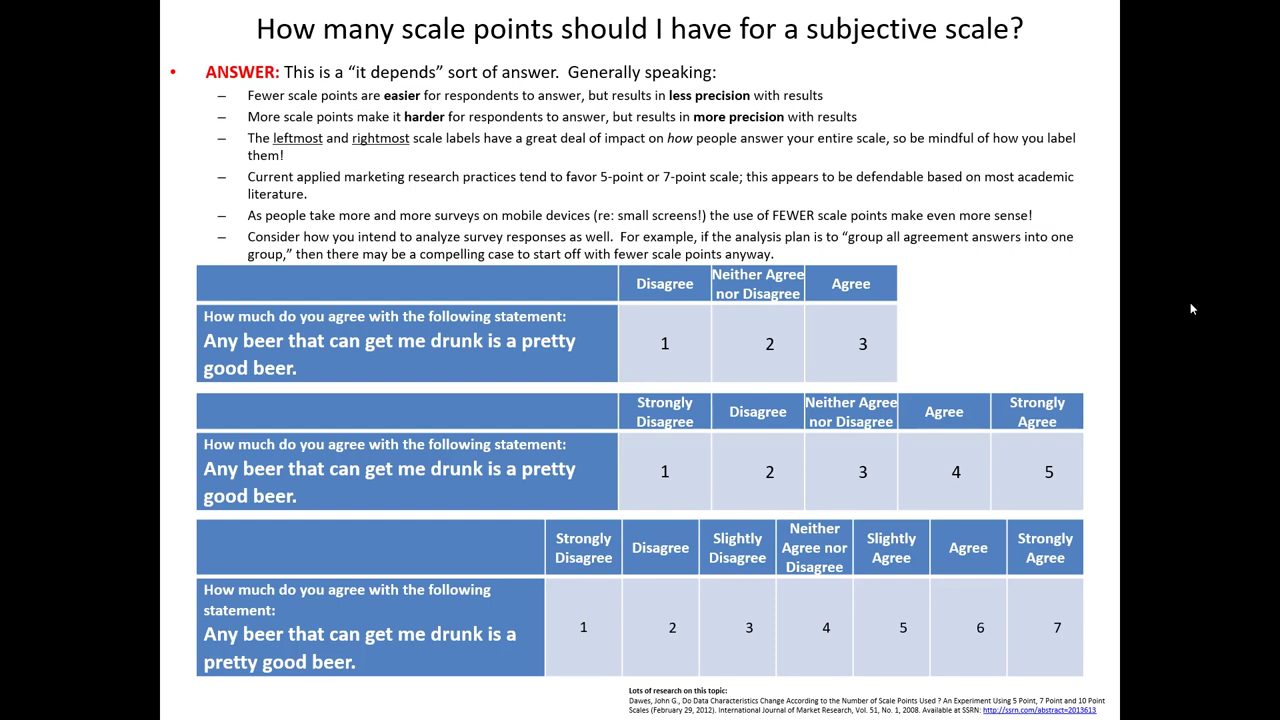 How many scale points should I have for a subjective scale?
• ANSWER: This is a “it depends” sort of answer. Generally speaking:
– Fewer scale points are easier for respondents to answer, but results in less precision with results
– More scale points make it harder for respondents to answer, but results in more precision with results
– The leftmost and rightmost scale labels have a great deal of impact on how people answer your entire scale, so be mindful of how you label
them!
– Current applied marketing research practices tend to favor 5-point or 7-point scale; this appears to be defendable based on most academic
literature.
– As people take more and more surveys on mobile devices (re: small screens!) the use of FEWER scale points make even more sense!
– Consider how you intend to analyze survey responses as well. For example, if the analysis plan is to “group all agreement answers into one
group,” then there may be a compelling case to start off with fewer scale points anyway.
Disagree
Neither Agree
nor Disagree
Agree
How much do you agree with the following statement:
Any beer that can get me drunk is a pretty
good beer.
1 2 3
Strongly
Disagree
Disagree
Neither Agree
nor Disagree
Agree
Strongly
Agree
How much do you agree with the following statement:
Any beer that can get me drunk is a pretty
good beer.
1 2 3 4 5
Strongly
Disagree
Disagree
Slightly
Disagree
Neither
Agree nor
Disagree
Slightly
Agree
Agree
Strongly
Agree
How much do you agree with the following
statement:
Any beer that can get me drunk is a
pretty good beer.
1 2 3 4 5 6 7
Lots of research on this topic:
Dawes, John G., Do Data Characteristics Change According to the Number of Scale Points Used ? An Experiment Using 5 Point, 7 Point and 10 Point
Scales (February 29, 2012). International Journal of Market Research, Vol. 51, No. 1, 2008. Available at SSRN: http://ssrn.com/abstract=2013613